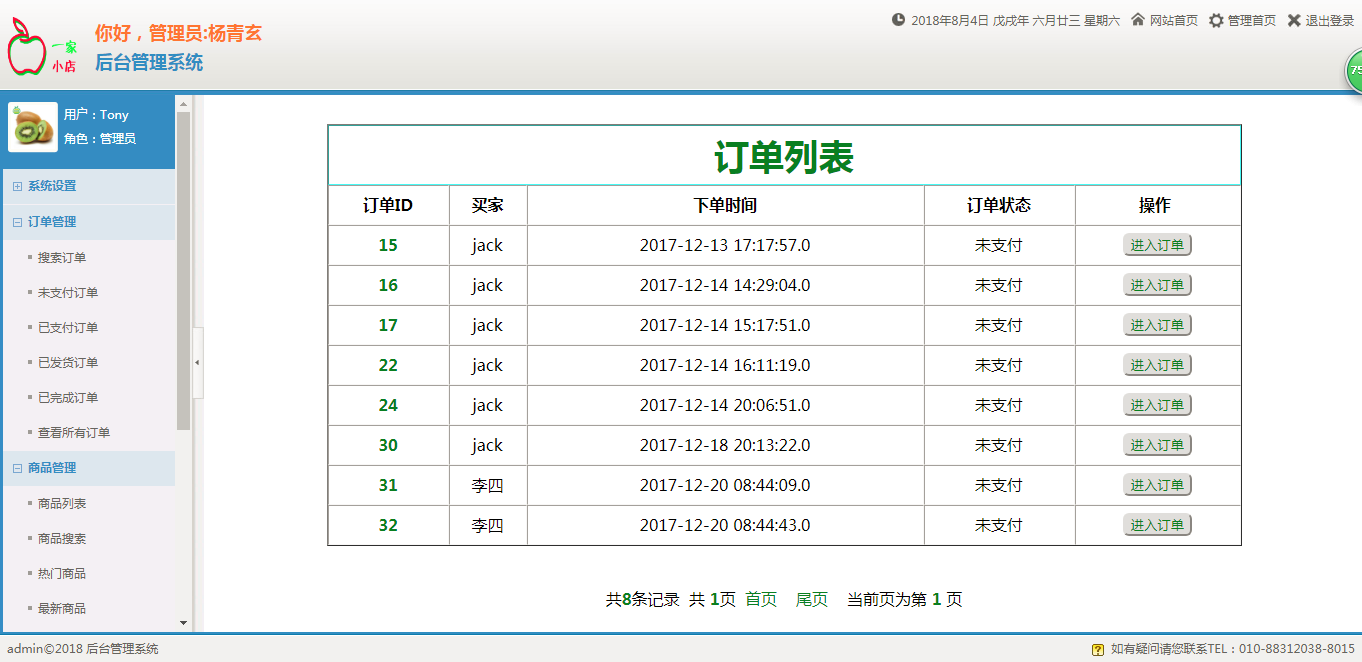 2018年8月4日 戊戌年 六月廿三 星期六 网站首页 管理首页 退出登录
一家
小店
你好，管理员:杨青玄
后台管理系统
75
用户：Tony
角色：管理员
系统设置
订单管理
搜索订单
未支付订单
已支付订单
已发货订单
已完成订单
查看所有订单
商品管理
商品列表
商品搜索
热门商品
最新商品
订单列表
订单ID 买家 下单时间 订单状态 操作
15 jack 2017-12-13 17:17:57.0 未支付 进入订单
16 jack 2017-12-14 14:29:04.0 未支付 进入订单
17 jack 2017-12-14 15:17:51.0 未支付 进入订单
22 jack 2017-12-14 16:11:19.0 未支付 进入订单
24 jack 2017-12-14 20:06:51.0 未支付 进入订单
30 jack 2017-12-18 20:13:22.0 未支付 进入订单
31 李四 2017-12-20 08:44:09.0 未支付 进入订单
32 李四 2017-12-20 08:44:43.0 未支付 进入订单
共8条记录 共 1页 首页 尾页 当前页为第 1 页
admin©2018 后台管理系统
如有疑问请您联系TEL：010-88312038-8015